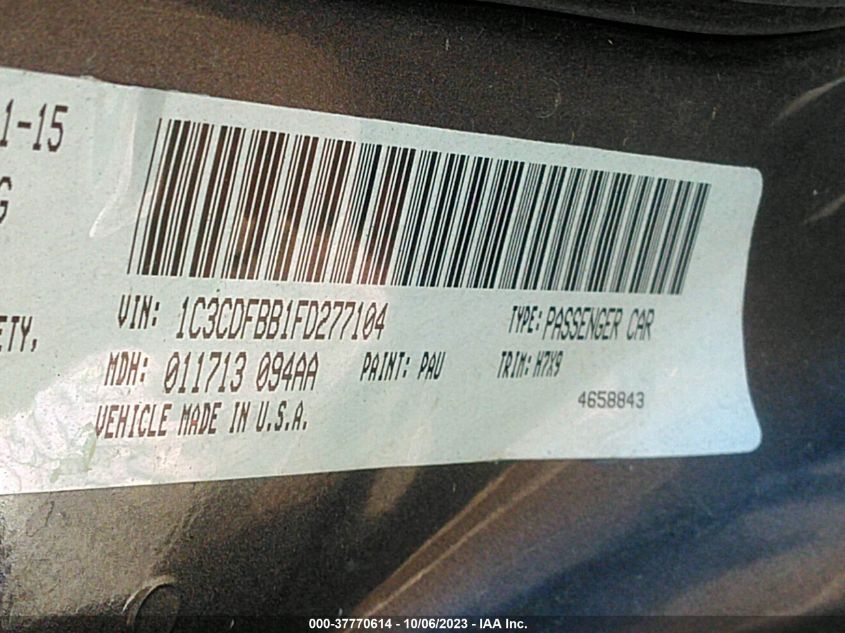 1-15
G
ETY,
VIN: 1C3CDFBB1FD277104 TYPE: PASSENGER CAR
MDH: 011713 094AA PAINT: PAU TRIM: H7X9
VEHICLE MADE IN U.S.A. 4658843
000-37770614 - 10/06/2023 - IAA Inc.